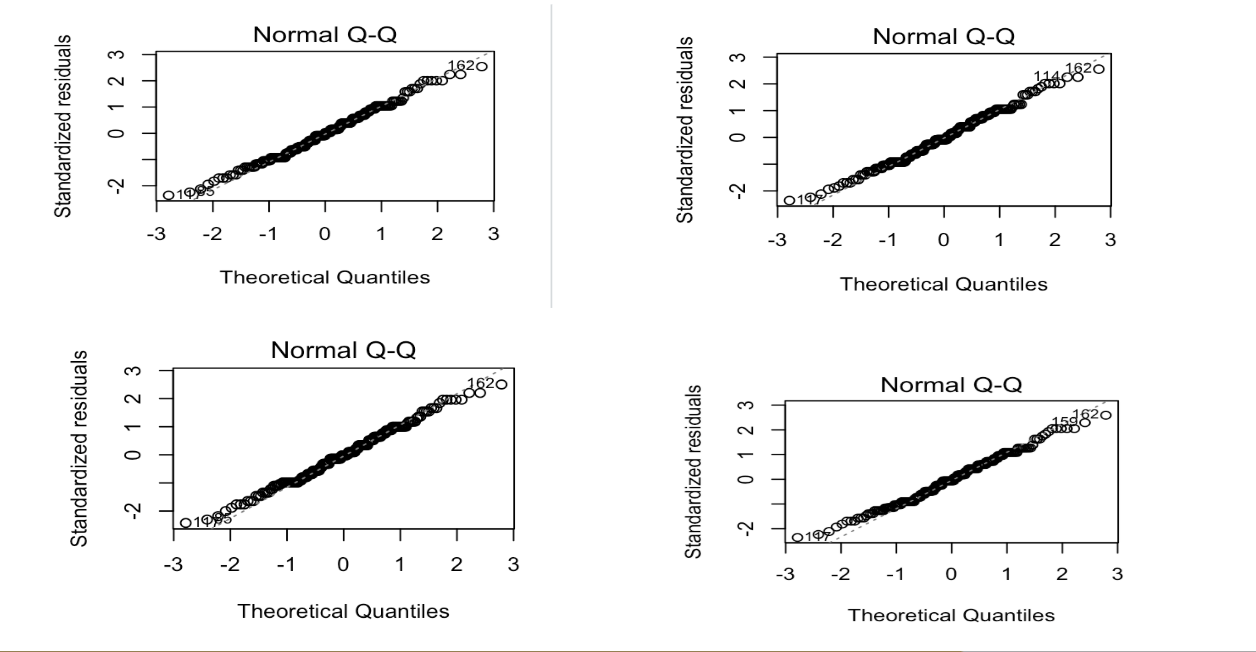 Normal Q-Q
Standardized residuals
3
2
1
0
-2
162
-3 -2 -1 0 1 2 3
Theoretical Quantiles
Normal Q-Q
Standardized residuals
3
2
1
0
-2
114
162
117
-3 -2 -1 0 1 2 3
Theoretical Quantiles
Normal Q-Q
Standardized residuals
3
2
1
0
-2
162
-3 -2 -1 0 1 2 3
Theoretical Quantiles
Normal Q-Q
Standardized residuals
3
2
1
0
-2
159
162
117
-3 -2 -1 0 1 2 3
Theoretical Quantiles